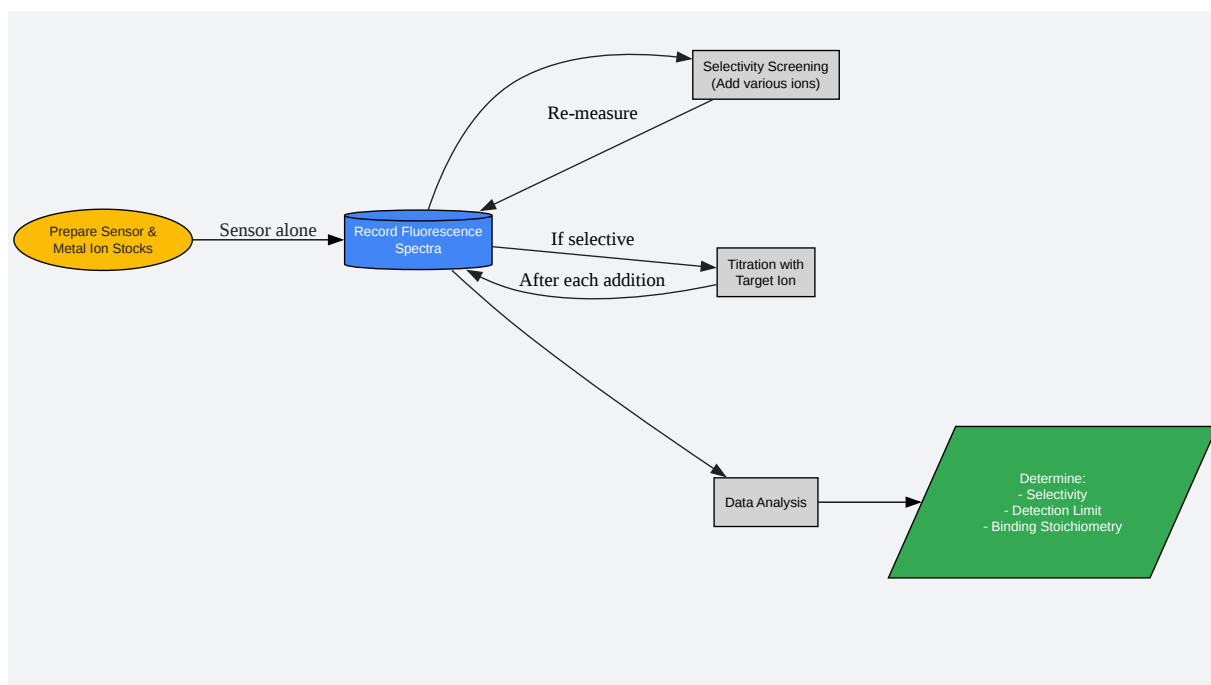 Selectivity Screening
(Add various ions)
Re-measure
Prepare Sensor &
Metal Ion Stocks
Sensor alone
Record Fluorescence
Spectra
If selective
After each addition
Titration with
Target Ion
Data Analysis
Determine:
- Selectivity
- Detection Limit
- Binding Stoichiometry